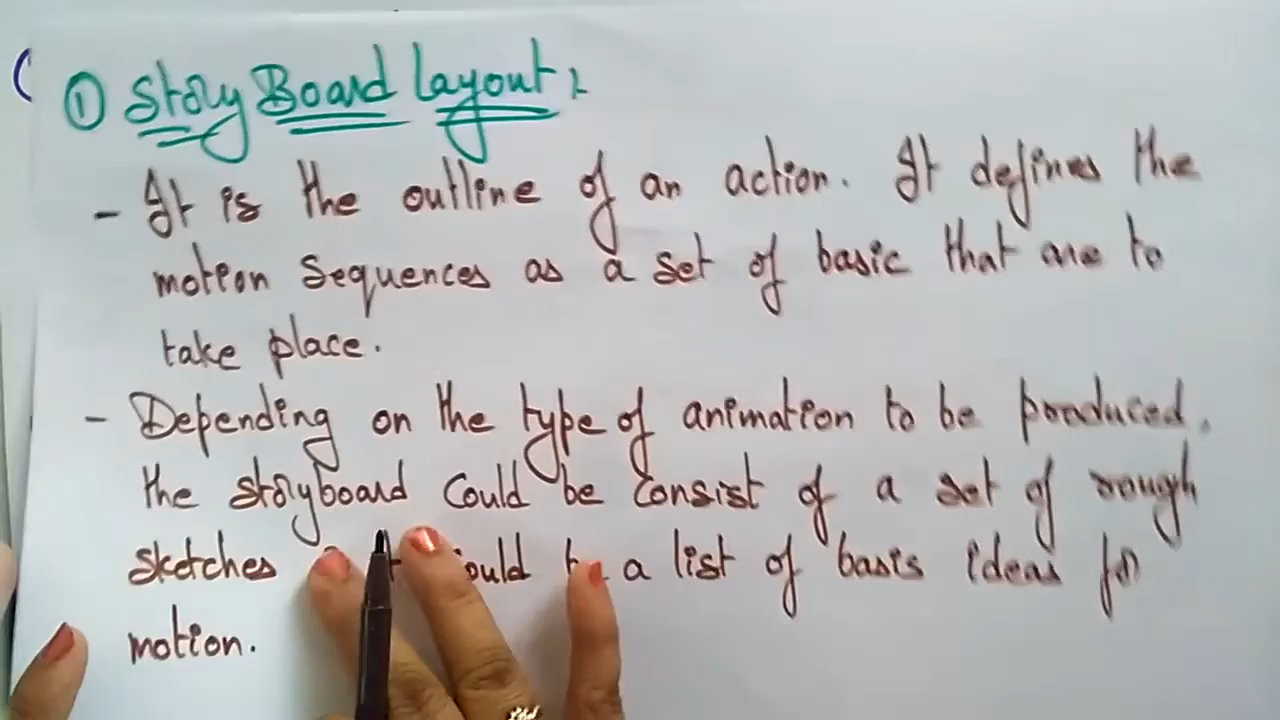 ① Story Board layout :
- It is the outline of an action. It defines the
motion sequences as a set of basic that are to
take place.
- Depending on the type of animation to be produced,
the storyboard could be consist of a set of rough
sketches a list of basis ideas for
motion.